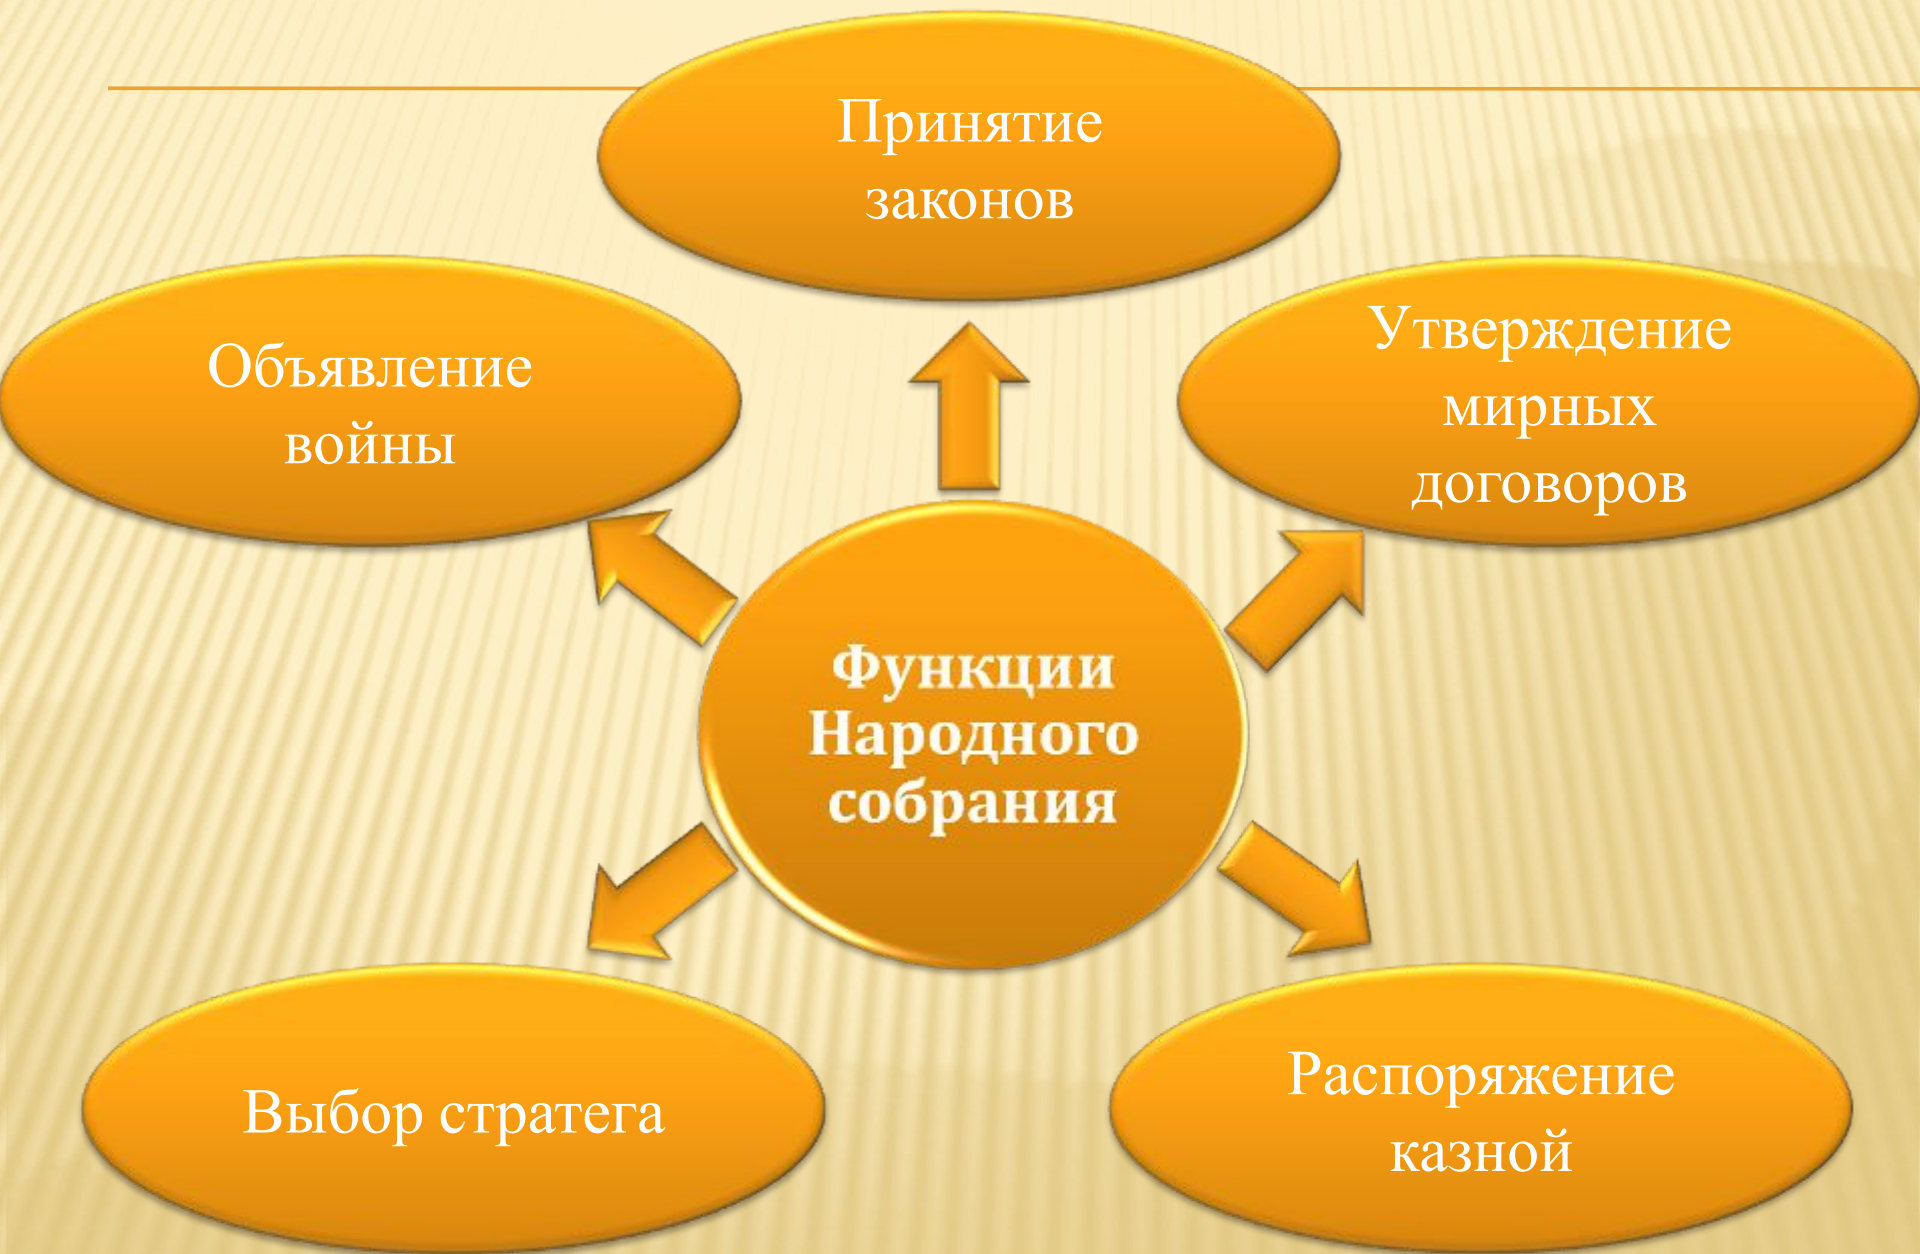 Принятие
законов
Объявление
войны
Утверждение
мирных
договоров
Функции
Народного
собрания
Выбор стратега
Распоряжение
казной